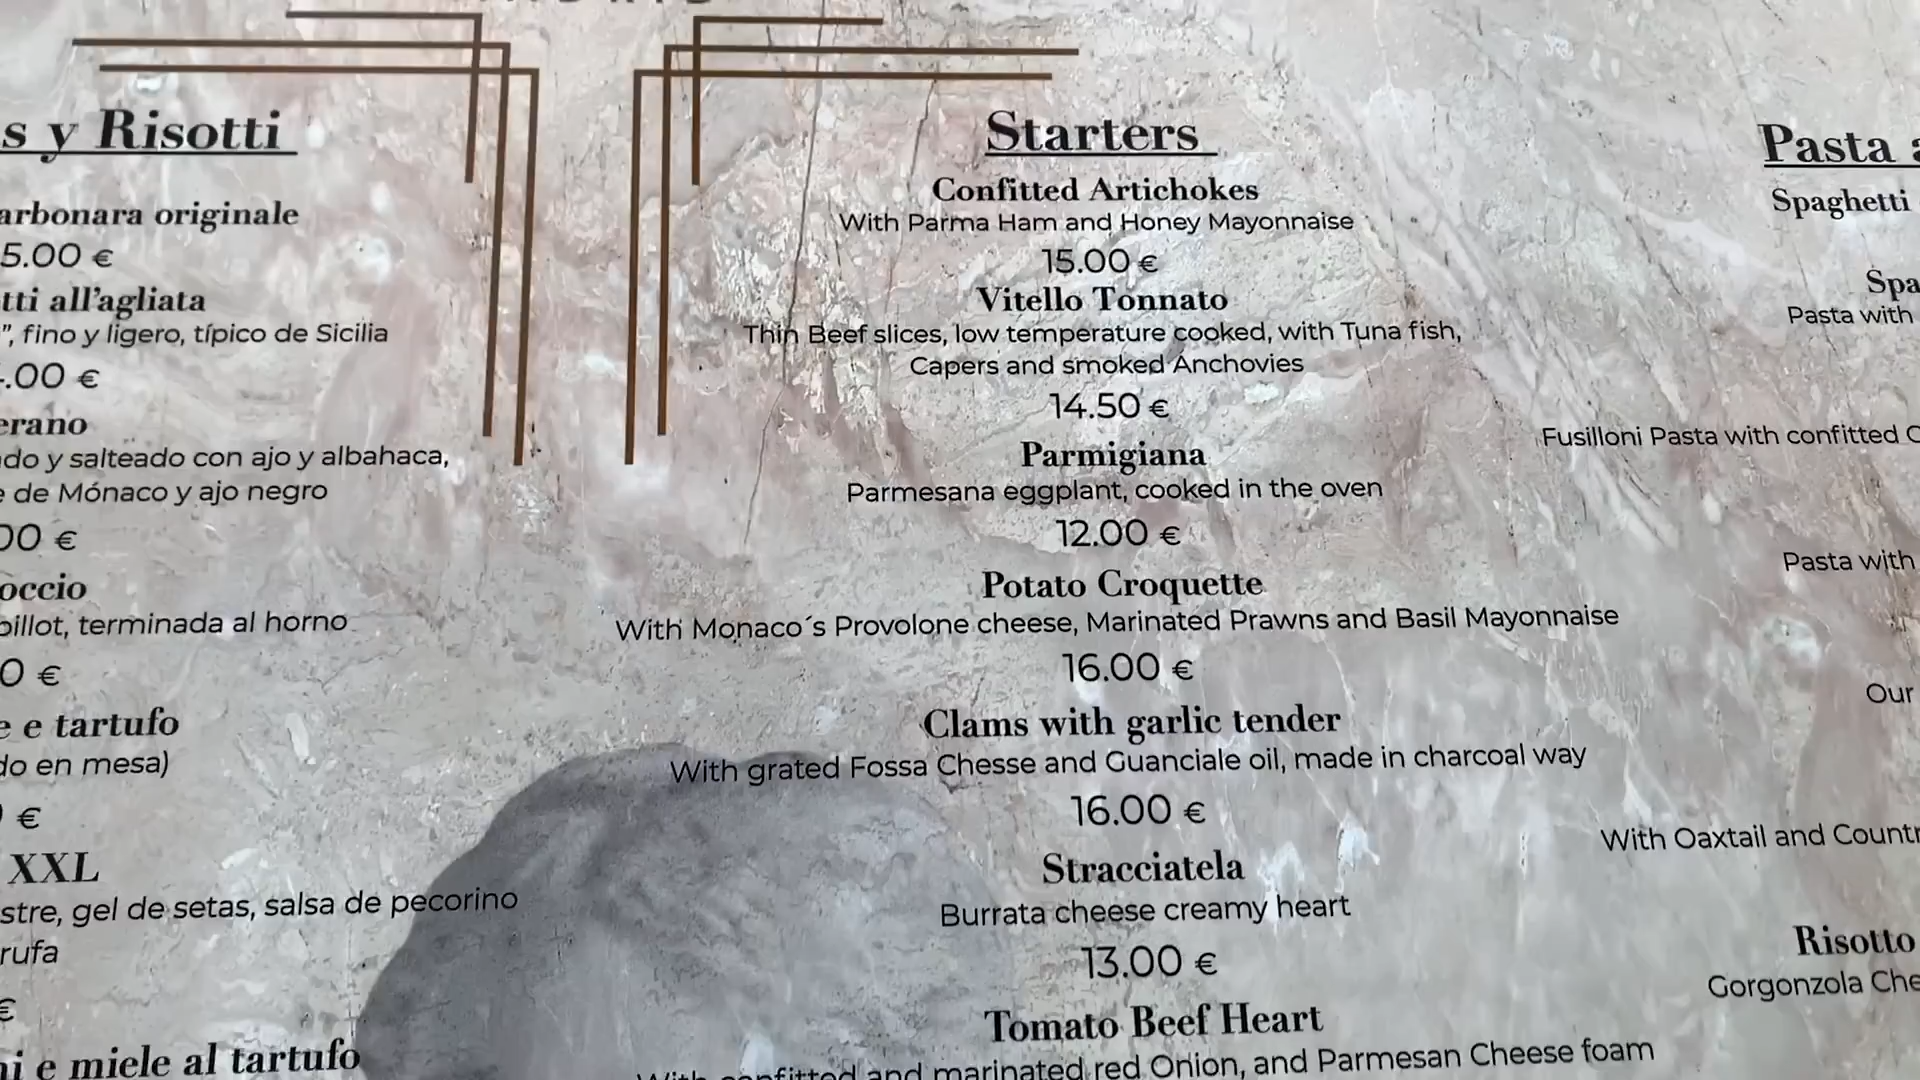 s y Risotti
arbonara originale
5.00 €
tti all'agliata
", fino y ligero, típico de Sicilia
.00 €
erano
do y salteado con ajo y albahaca,
e de Mónaco y ajo negro
00 €
occio
billot, terminada al horno
0 €
e e tartufo
do en mesa)
€
XXL
stre, gel de setas, salsa de pecorino
rufa
€
ni e miele al tartufo
Starters
Confitted Artichokes
With Parma Ham and Honey Mayonnaise
15.00 €
Vitello Tonnato
Thin Beef slices, low temperature cooked, with Tuna fish,
Capers and smoked Anchovies
14.50 €
Parmigiana
Parmesana eggplant, cooked in the oven
12.00 €
Potato Croquette
With Monaco´s Provolone cheese, Marinated Prawns and Basil Mayonnaise
16.00 €
Clams with garlic tender
With grated Fossa Chesse and Guanciale oil, made in charcoal way
16.00 €
Stracciatela
Burrata cheese creamy heart
13.00 €
Tomato Beef Heart
With confitted and marinated red Onion, and Parmesan Cheese foam
Pasta a
Spaghetti
Spa
Pasta with
Fusilloni Pasta with confitted C
Pasta with
Our
With Oaxtail and Countr
Risotto
Gorgonzola Che